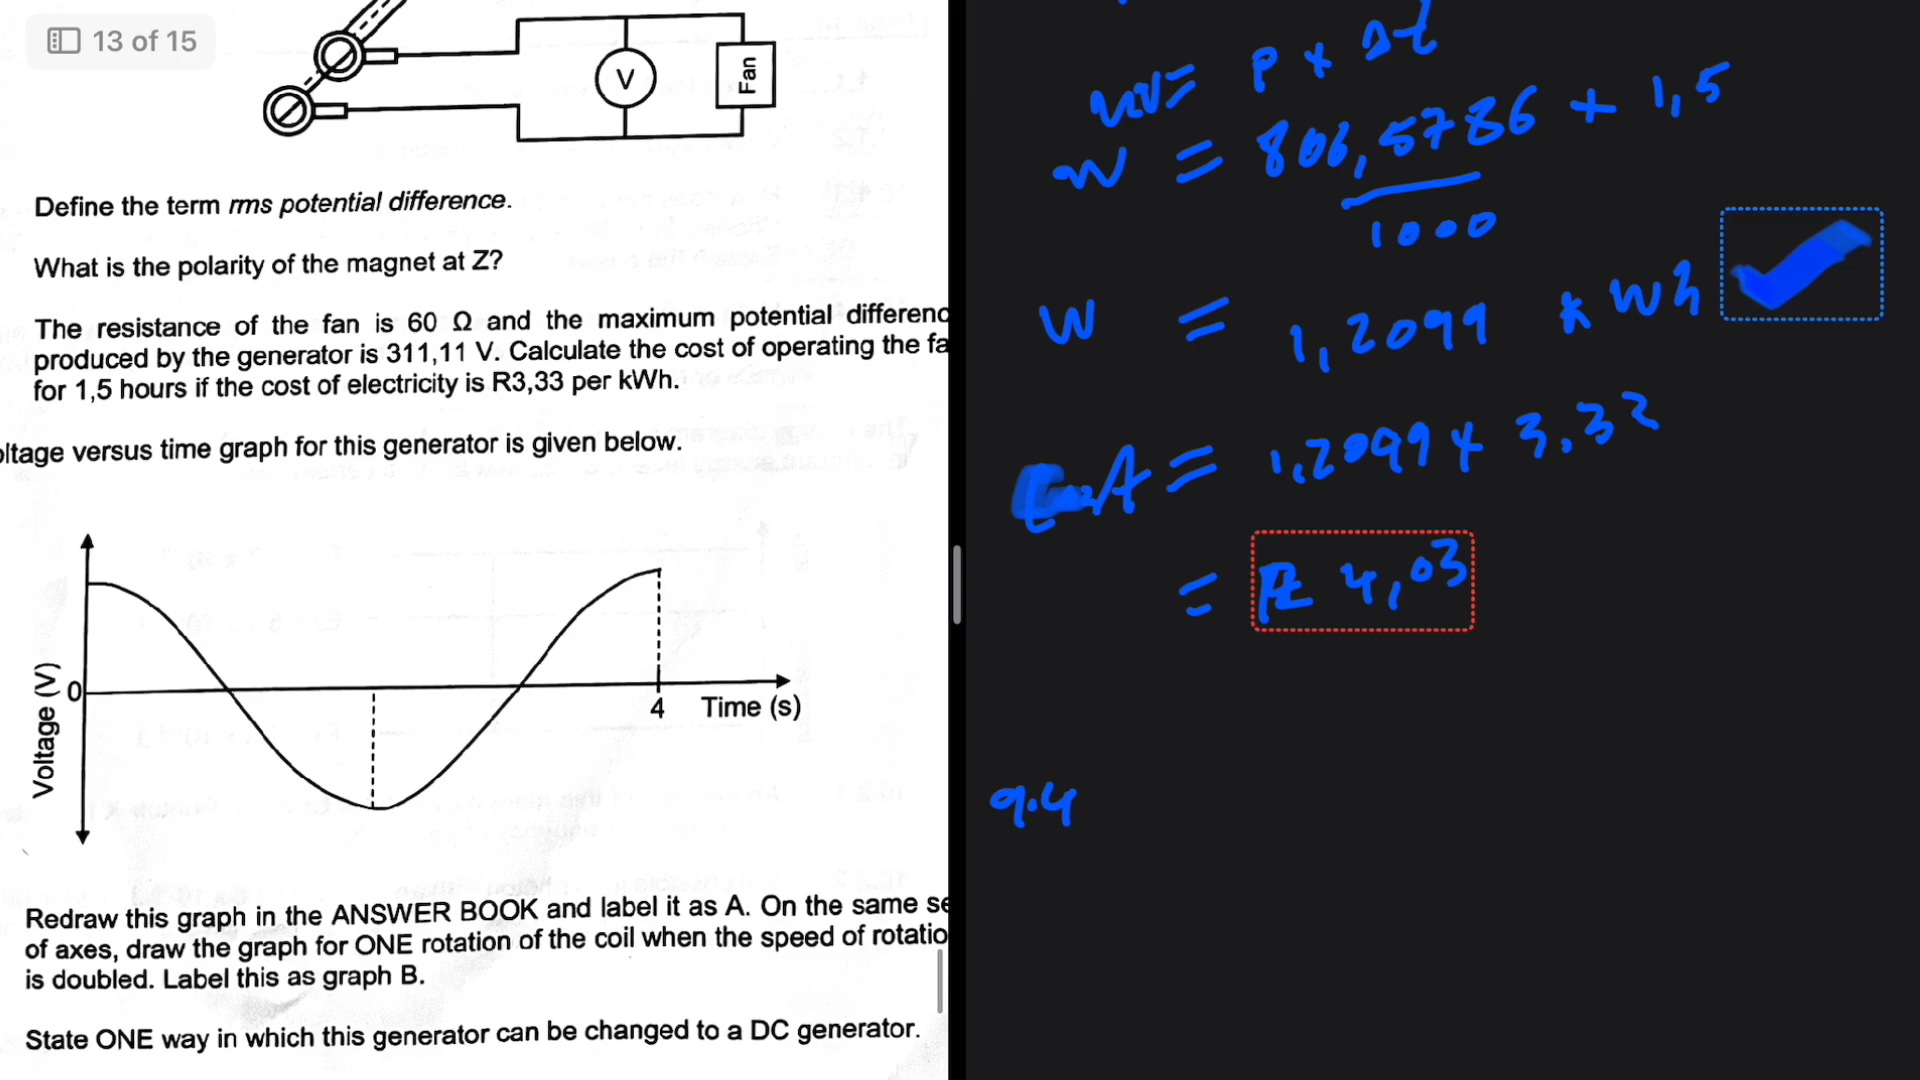 13 of 15
V
Fan
Define the term rms potential difference.
What is the polarity of the magnet at Z?
The resistance of the fan is 60 Ω and the maximum potential differenc
produced by the generator is 311,11 V. Calculate the cost of operating the fa
for 1,5 hours if the cost of electricity is R3,33 per kWh.
oltage versus time graph for this generator is given below.
Voltage (V)
0
4
Time (s)
Redraw this graph in the ANSWER BOOK and label it as A. On the same se
of axes, draw the graph for ONE rotation of the coil when the speed of rotatio
is doubled. Label this as graph B.
State ONE way in which this generator can be changed to a DC generator.
W = P x Δt
W = 806,5786 x 1,5
1000
W = 1,2099 kWh
= 1,2099 x 3,33
= R 4,03
9.4